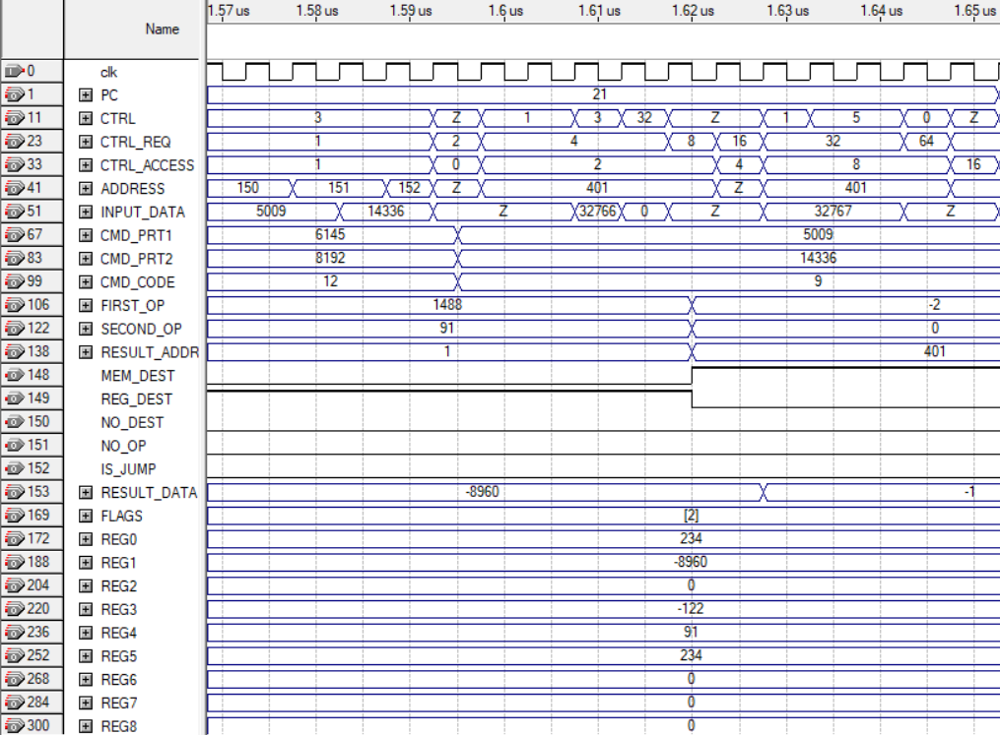 1.57 us 1.58 us 1.59 us 1.6 us 1.61 us 1.62 us 1.63 us 1.64 us 1.65 us
Name
0 clk
1 PC 21
11 CTRL 3 Z 1 3 32 Z 1 5 0 Z
23 CTRL_REQ 1 2 4 8 16 32 64
33 CTRL_ACCESS 1 0 2 4 8 16
41 ADDRESS 150 151 152 Z 401 Z 401
51 INPUT_DATA 5009 14336 Z 32766 0 Z 32767 Z
67 CMD_PRT1 6145 5009
83 CMD_PRT2 8192 14336
99 CMD_CODE 12 9
106 FIRST_OP 1488 -2
122 SECOND_OP 91 0
138 RESULT_ADDR 1 401
148 MEM_DEST
149 REG_DEST
150 NO_DEST
151 NO_OP
152 IS_JUMP
153 RESULT_DATA -8960 -1
169 FLAGS [2]
172 REG0 234
188 REG1 -8960
204 REG2 0
220 REG3 -122
236 REG4 91
252 REG5 234
268 REG6 0
284 REG7 0
300 REG8 0